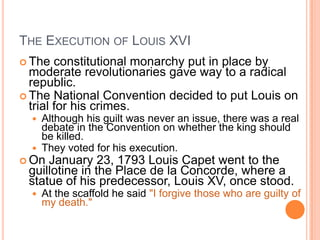 THE EXECUTION OF LOUIS XVI
The constitutional monarchy put in place by
moderate revolutionaries gave way to a radical
republic.
The National Convention decided to put Louis on
trial for his crimes.
Although his guilt was never an issue, there was a real
debate in the Convention on whether the king should
be killed.
They voted for his execution.
On January 23, 1793 Louis Capet went to the
guillotine in the Place de la Concorde, where a
statue of his predecessor, Louis XV, once stood.
At the scaffold he said "I forgive those who are guilty of
my death."